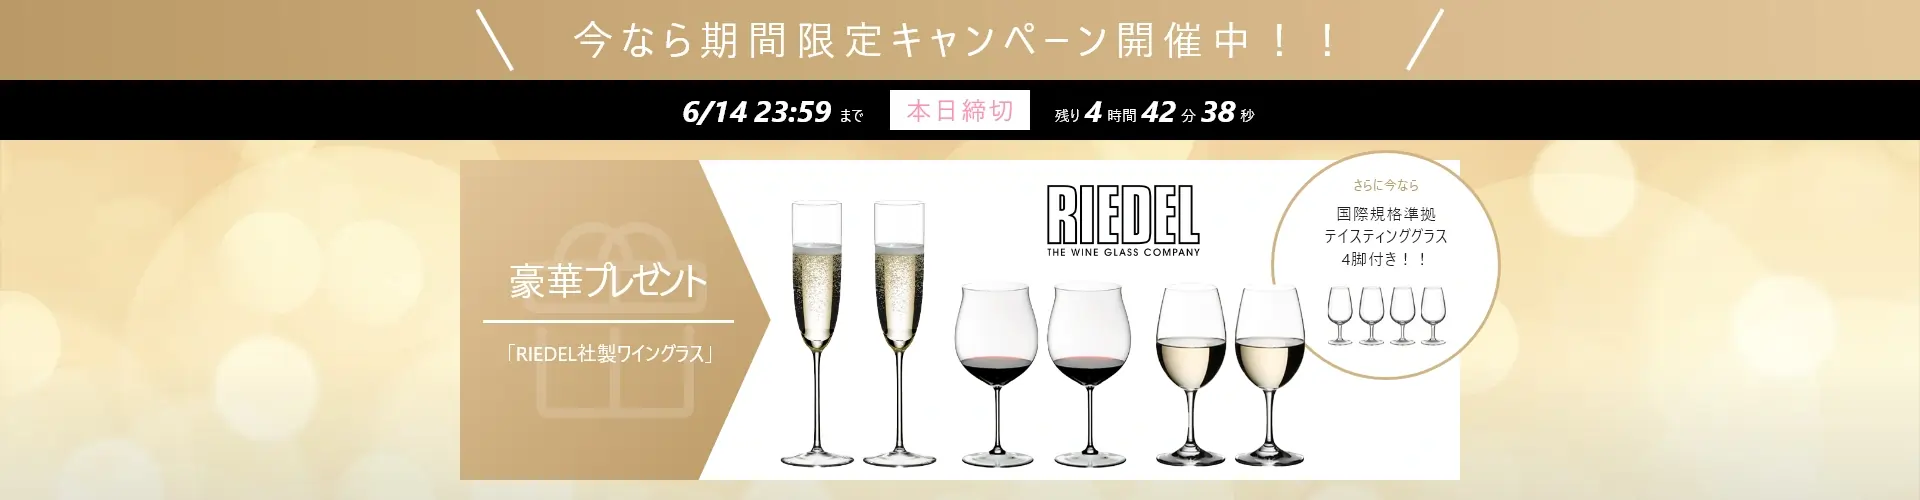 今なら期間限定キャンペーン開催中！！
6/14 23:59 まで 本日締切 残り 4 時間 42 分 38 秒
豪華プレゼント
「RIEDEL社製ワイングラス」
RIEDEL
THE WINE GLASS COMPANY
さらに今なら
国際規格準拠
テイスティンググラス
4脚付き！！